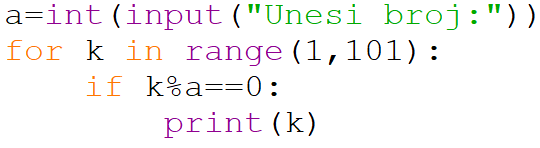 a=int(input("Unesi broj:"))
for k in range(1,101):
    if k%a==0:
        print(k)